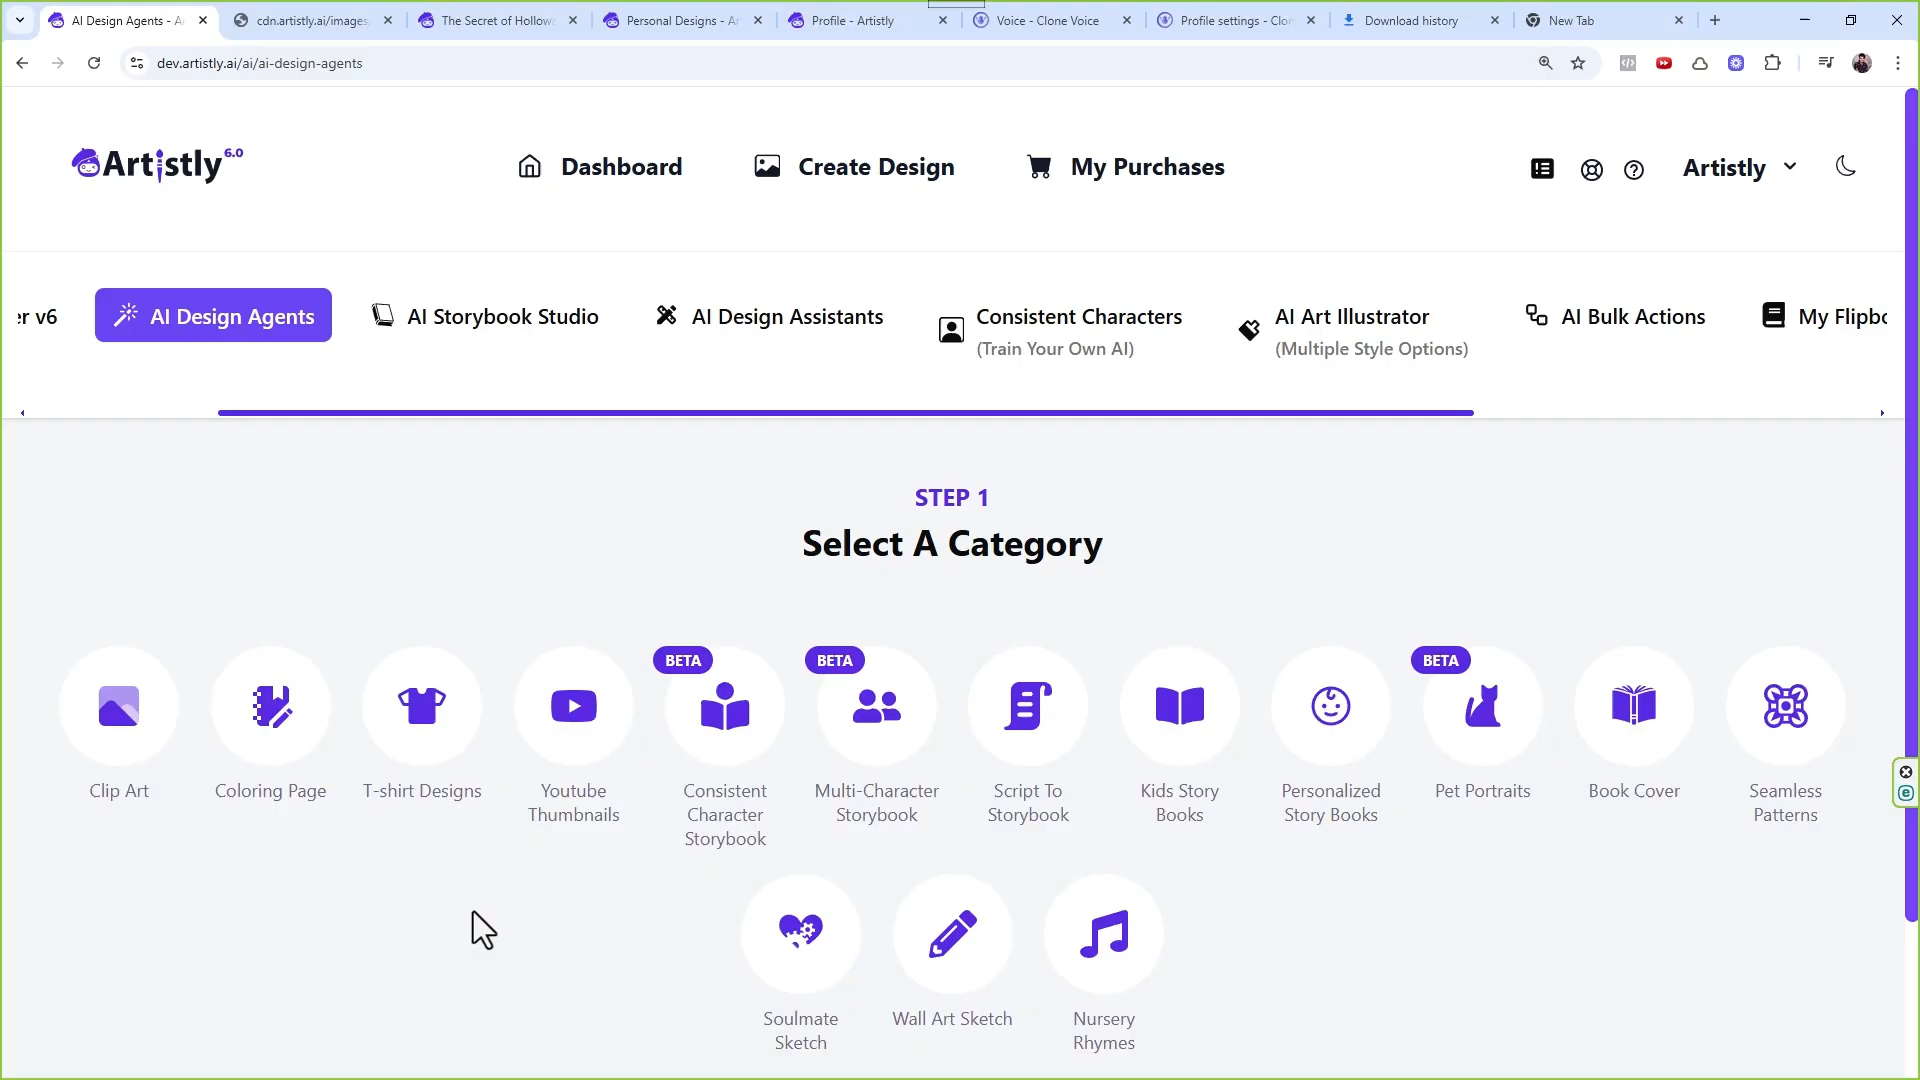 AI Design Agents - A
cdn.artistly.ai/images
The Secret of Hollow
Personal Designs - A
Profile - Artistly
Voice - Clone Voice
Profile settings - Clo
Download history
New Tab
dev.artistly.ai/ai/ai-design-agents
Artistly 6.0
Dashboard
Create Design
My Purchases
Artistly
er v6
AI Design Agents
AI Storybook Studio
AI Design Assistants
Consistent Characters
(Train Your Own AI)
AI Art Illustrator
(Multiple Style Options)
AI Bulk Actions
My Flipbo
STEP 1
Select A Category
BETA
BETA
BETA
Clip Art
Coloring Page
T-shirt Designs
Youtube
Thumbnails
Consistent
Character
Storybook
Multi-Character
Storybook
Script To
Storybook
Kids Story
Books
Personalized
Story Books
Pet Portraits
Book Cover
Seamless
Patterns
Soulmate
Sketch
Wall Art Sketch
Nursery
Rhymes